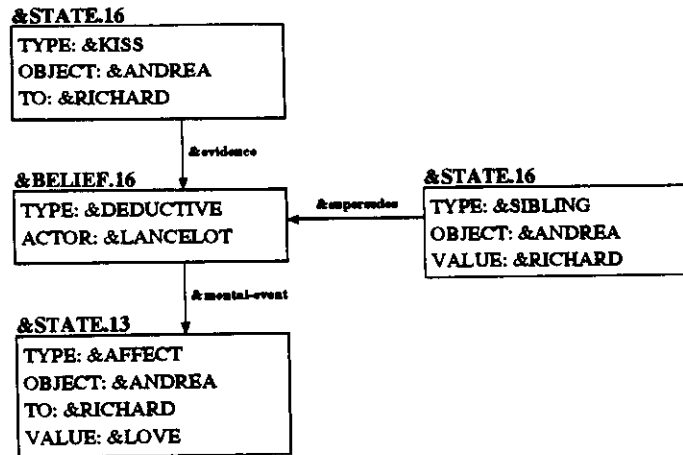 &STATE.16
TYPE: &KISS
OBJECT: &ANDREA
TO: &RICHARD
&evidence
&BELIEF.16
TYPE: &DEDUCTIVE
ACTOR: &LANCELOT
&supersedes
&STATE.16
TYPE: &SIBLING
OBJECT: &ANDREA
VALUE: &RICHARD
&mental-event
&STATE.13
TYPE: &AFFECT
OBJECT: &ANDREA
TO: &RICHARD
VALUE: &LOVE